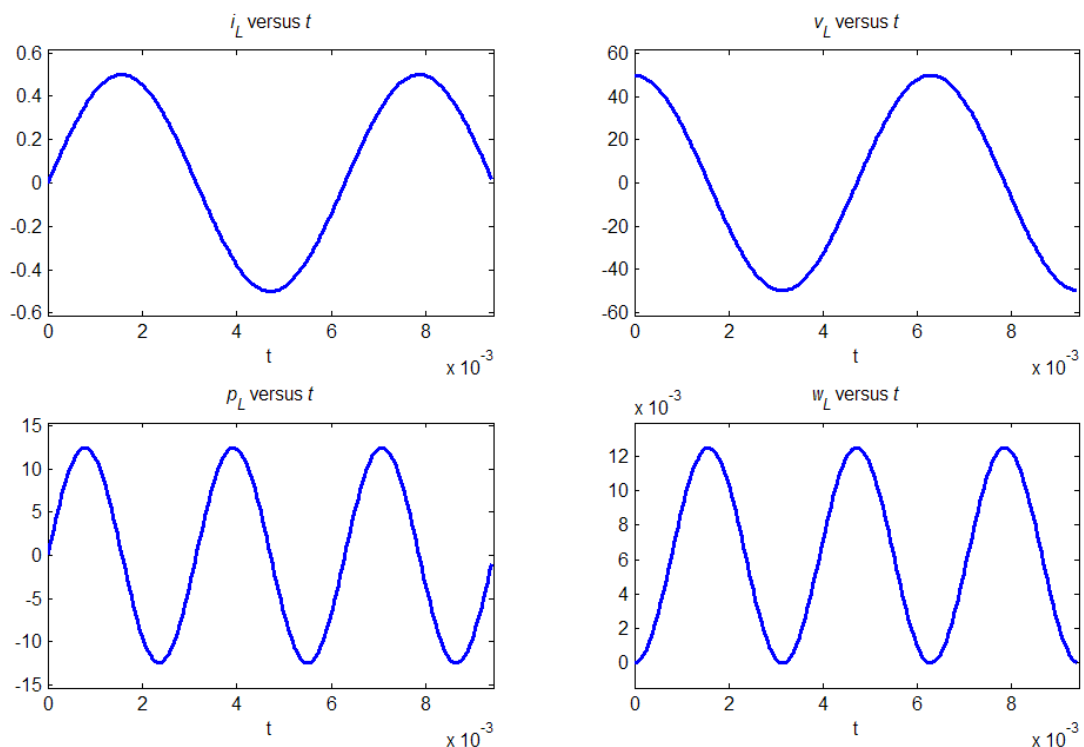 i_L versus t
0.6
0.4
0.2
0
-0.2
-0.4
-0.6
0 2 4 6 8
x 10^-3
t
v_L versus t
60
40
20
0
-20
-40
-60
0 2 4 6 8
x 10^-3
t
p_L versus t
15
10
5
0
-5
-10
-15
0 2 4 6 8
x 10^-3
t
w_L versus t
x 10^-3
12
10
8
6
4
2
0
0 2 4 6 8
x 10^-3
t